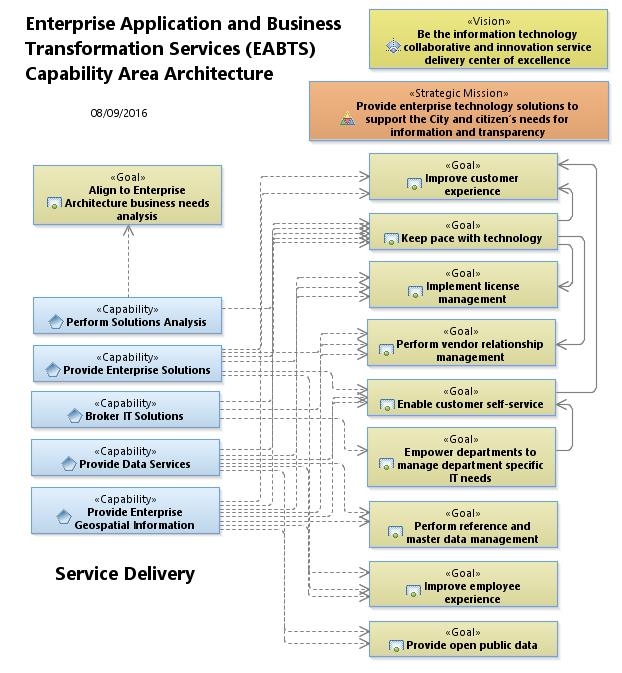 Enterprise Application and Business
Transformation Services (EABTS)
Capability Area Architecture
08/09/2016
«Vision»
Be the information technology
collaborative and innovation service
delivery center of excellence
«Strategic Mission»
Provide enterprise technology solutions to
support the City and citizen's needs for
information and transparency
«Goal»
Align to Enterprise
Architecture business needs
analysis
«Capability»
Perform Solutions Analysis
«Capability»
Provide Enterprise Solutions
«Capability»
Broker IT Solutions
«Capability»
Provide Data Services
«Capability»
Provide Enterprise
Geospatial Information
Service Delivery
«Goal»
Improve customer
experience
«Goal»
Keep pace with technology
«Goal»
Implement license
management
«Goal»
Perform vendor relationship
management
«Goal»
Enable customer self-service
«Goal»
Empower departments to
manage department specific
IT needs
«Goal»
Perform reference and
master data management
«Goal»
Improve employee
experience
«Goal»
Provide open public data